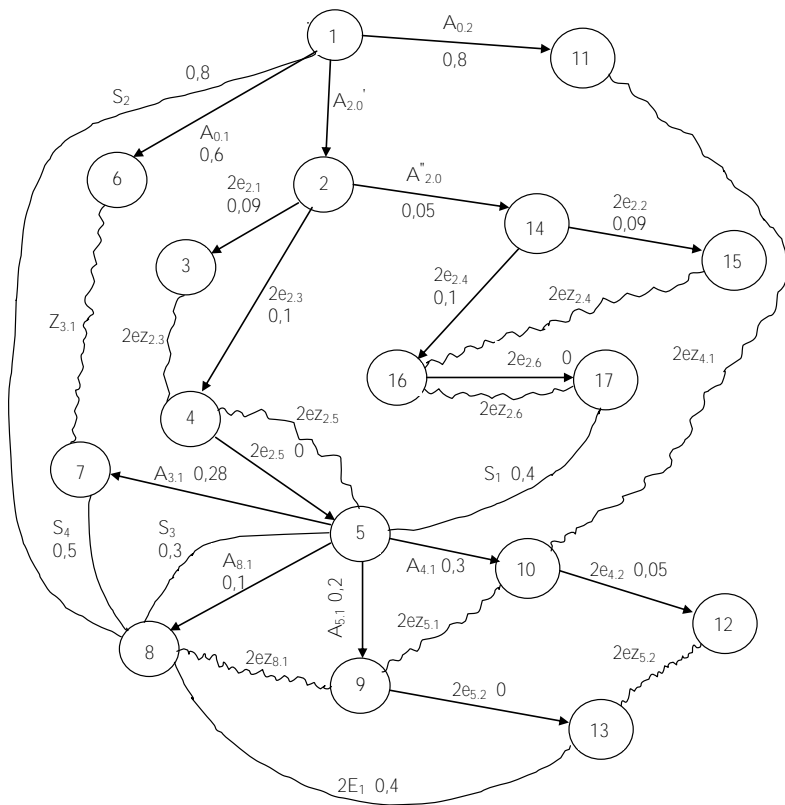 1
A0.2
0,8
11
S2
0,8
A2.0'
A0.1
0,6
6
2
A"2.0
0,05
2e2.1
0,09
14
2e2.2
0,09
15
3
2e2.3
0,1
2e2.4
0,1
2ez2.4
Z3.1
2ez2.3
16
2e2.6 0
17
2ez2.6
2ez4.1
4
2ez2.5
2e2.5 0
7
A3.1 0,28
S1 0,4
S4
0,5
S3
0,3
5
A8.1
0,1
A5.1 0,2
A4.1 0,3
10
2e4.2 0,05
12
2ez5.1
8
2ez8.1
9
2ez5.2
2e5.2 0
13
2E1 0,4